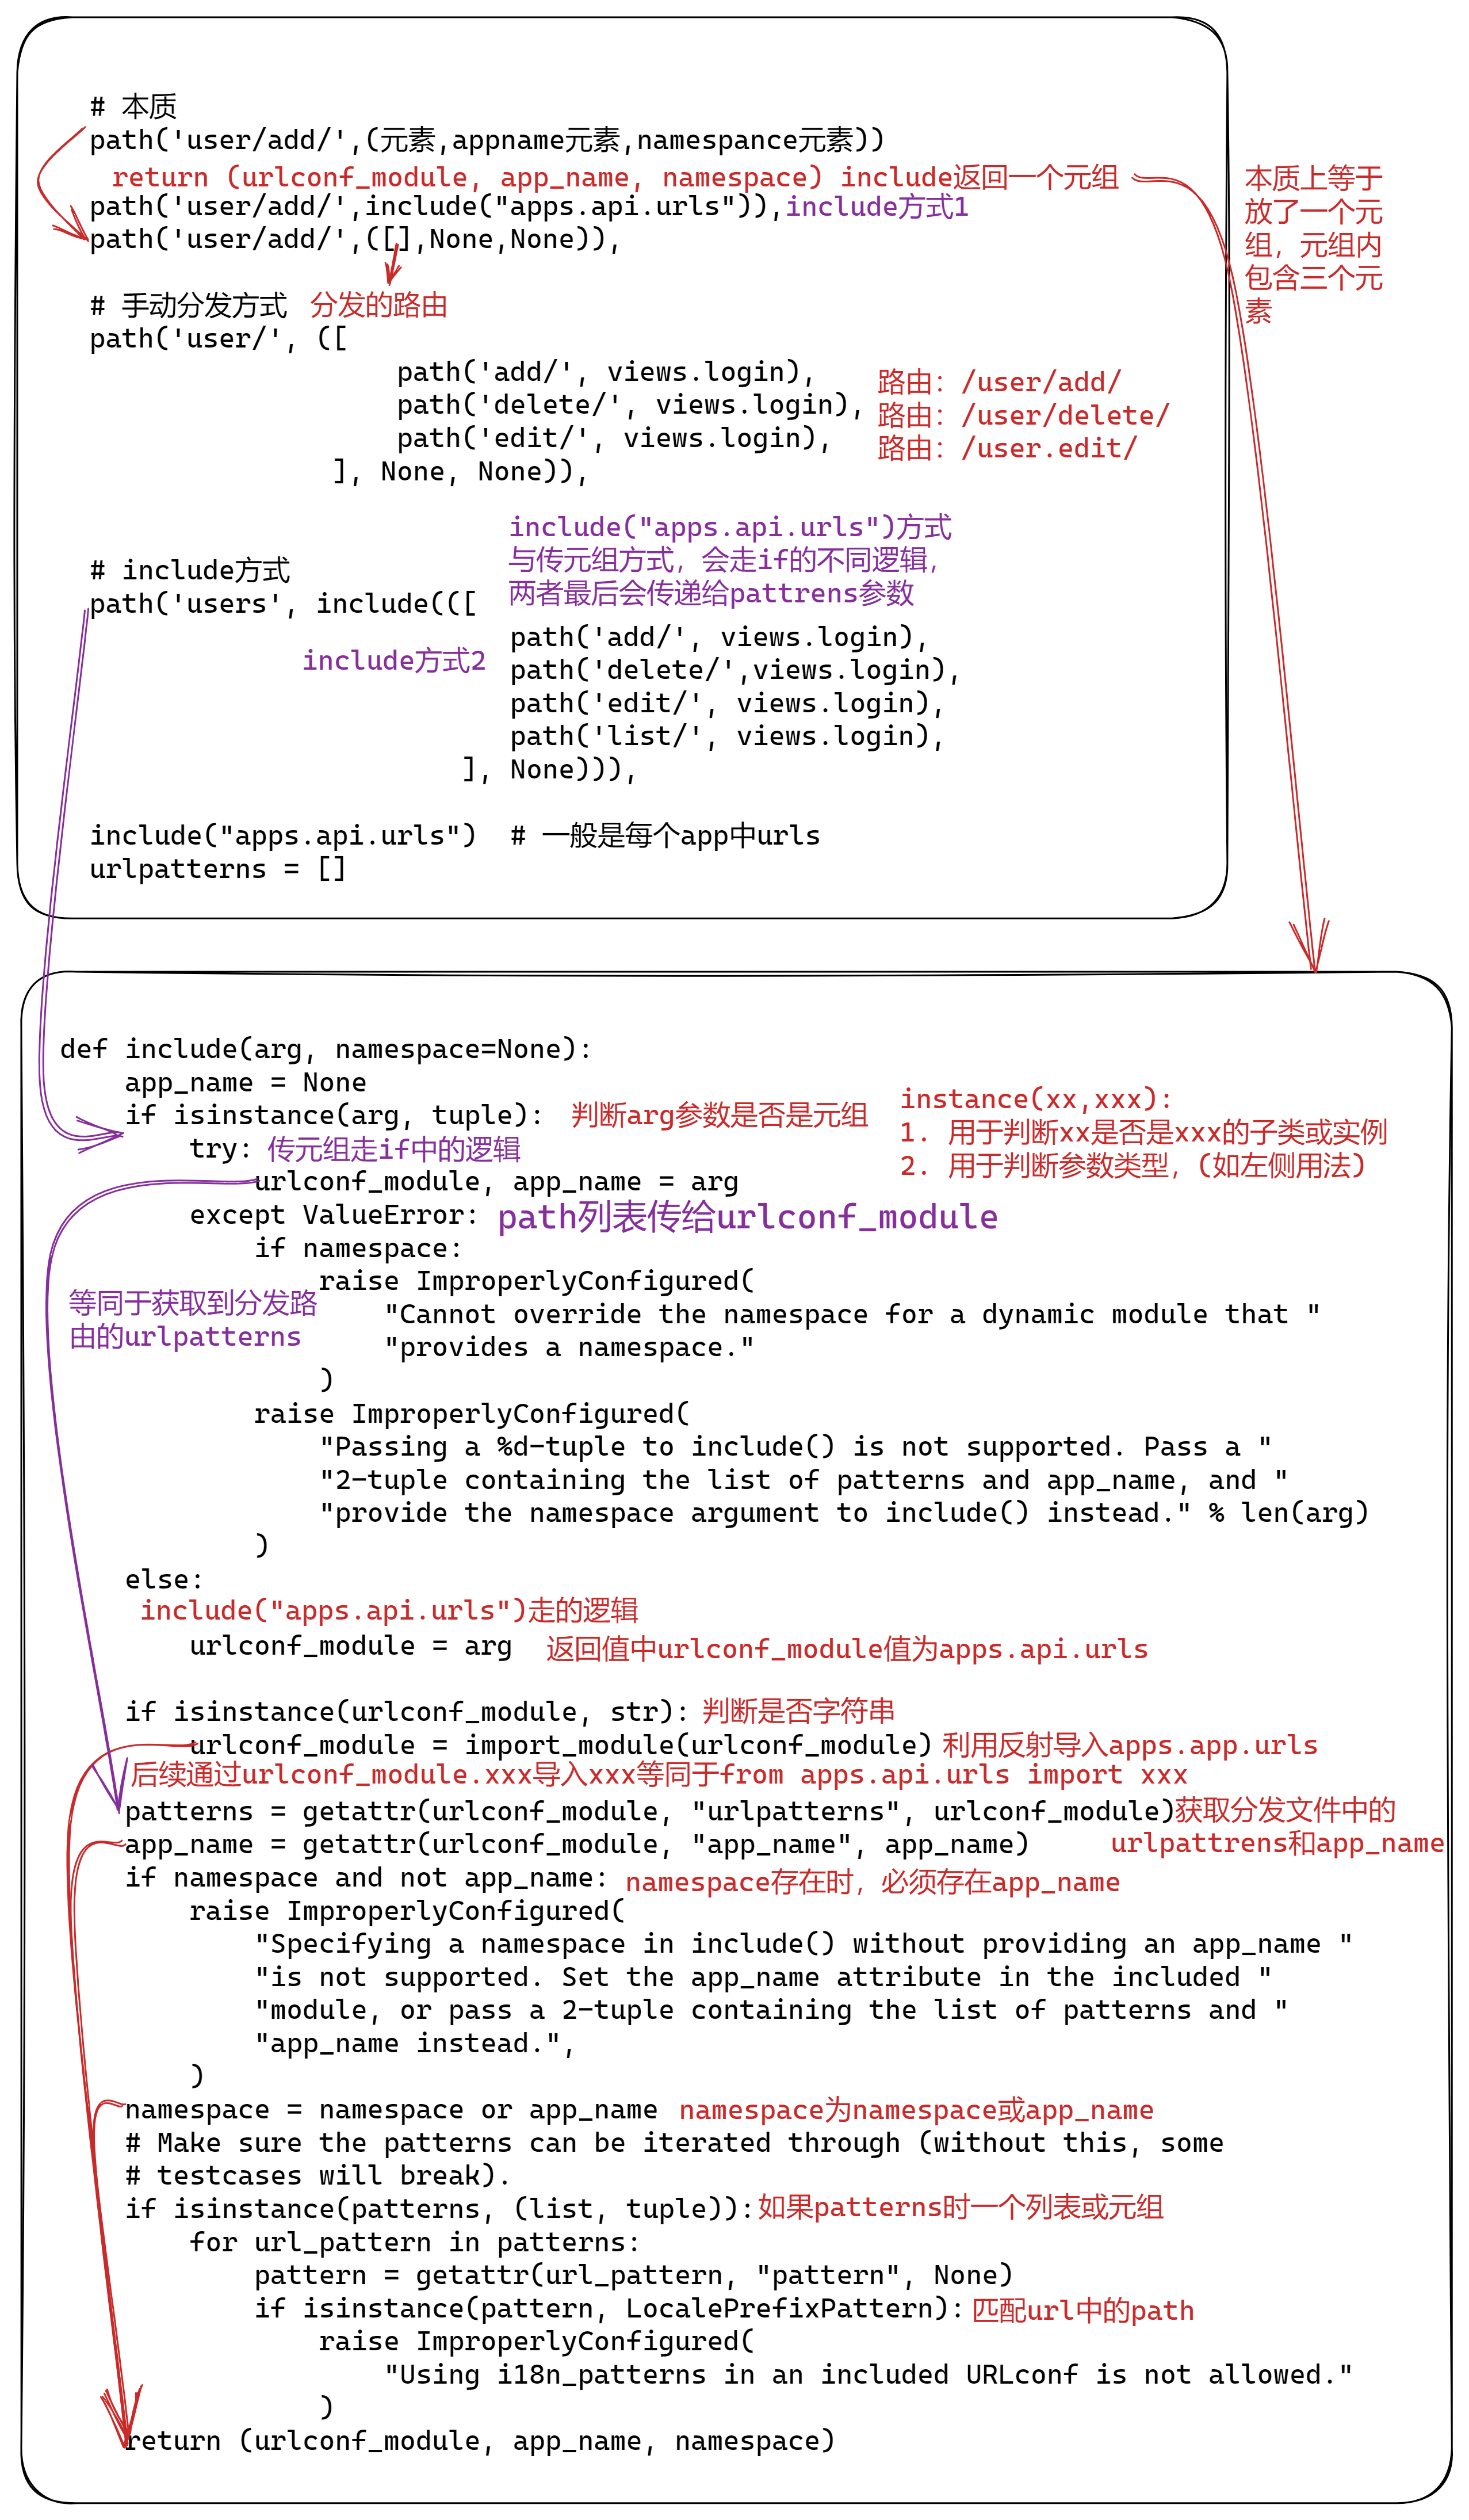 # 本质
path('user/add/',(元素,appname元素,namespance元素))
return (urlconf_module, app_name, namespace) include返回一个元组
path('user/add/',include("apps.api.urls")),include方式1
path('user/add/',([],None,None)),
本质上等于
放了一个元
组，元组内
包含三个元
素
# 手动分发方式 分发的路由
path('user/', ([
path('add/', views.login),
path('delete/', views.login),
path('edit/', views.login),
], None, None)),
路由：/user/add/
路由：/user/delete/
路由：/user.edit/
include("apps.api.urls")方式
与传元组方式，会走if的不同逻辑，
两者最后会传递给pattrens参数
# include方式
path('users', include(([
include方式2
path('add/', views.login),
path('delete/',views.login),
path('edit/', views.login),
path('list/', views.login),
], None))),
include("apps.api.urls")  # 一般是每个app中urls
urlpatterns = []
def include(arg, namespace=None):
app_name = None
if isinstance(arg, tuple): 判断arg参数是否是元组
try: 传元组走if中的逻辑
instance(xx,xxx):
1. 用于判断xx是否是xxx的子类或实例
2. 用于判断参数类型，(如左侧用法)
urlconf_module, app_name = arg
except ValueError: path列表传给urlconf_module
if namespace:
raise ImproperlyConfigured(
"Cannot override the namespace for a dynamic module that "
"provides a namespace."
)
等同于获取到分发路
由的urlpatterns
raise ImproperlyConfigured(
"Passing a %d-tuple to include() is not supported. Pass a "
"2-tuple containing the list of patterns and app_name, and "
"provide the namespace argument to include() instead." % len(arg)
)
else:
include("apps.api.urls")走的逻辑
urlconf_module = arg 返回值中urlconf_module值为apps.api.urls
if isinstance(urlconf_module, str): 判断是否字符串
urlconf_module = import_module(urlconf_module) 利用反射导入apps.app.urls
后续通过urlconf_module.xxx导入xxx等同于from apps.api.urls import xxx
patterns = getattr(urlconf_module, "urlpatterns", urlconf_module)获取分发文件中的
app_name = getattr(urlconf_module, "app_name", app_name) urlpattrens和app_name
if namespace and not app_name: namespace存在时，必须存在app_name
raise ImproperlyConfigured(
"Specifying a namespace in include() without providing an app_name "
"is not supported. Set the app_name attribute in the included "
"module, or pass a 2-tuple containing the list of patterns and "
"app_name instead.",
)
namespace = namespace or app_name namespace为namespace或app_name
# Make sure the patterns can be iterated through (without this, some
# testcases will break).
if isinstance(patterns, (list, tuple)):如果patterns时一个列表或元组
for url_pattern in patterns:
pattern = getattr(url_pattern, "pattern", None)
if isinstance(pattern, LocalePrefixPattern): 匹配url中的path
raise ImproperlyConfigured(
"Using i18n_patterns in an included URLconf is not allowed."
)
return (urlconf_module, app_name, namespace)